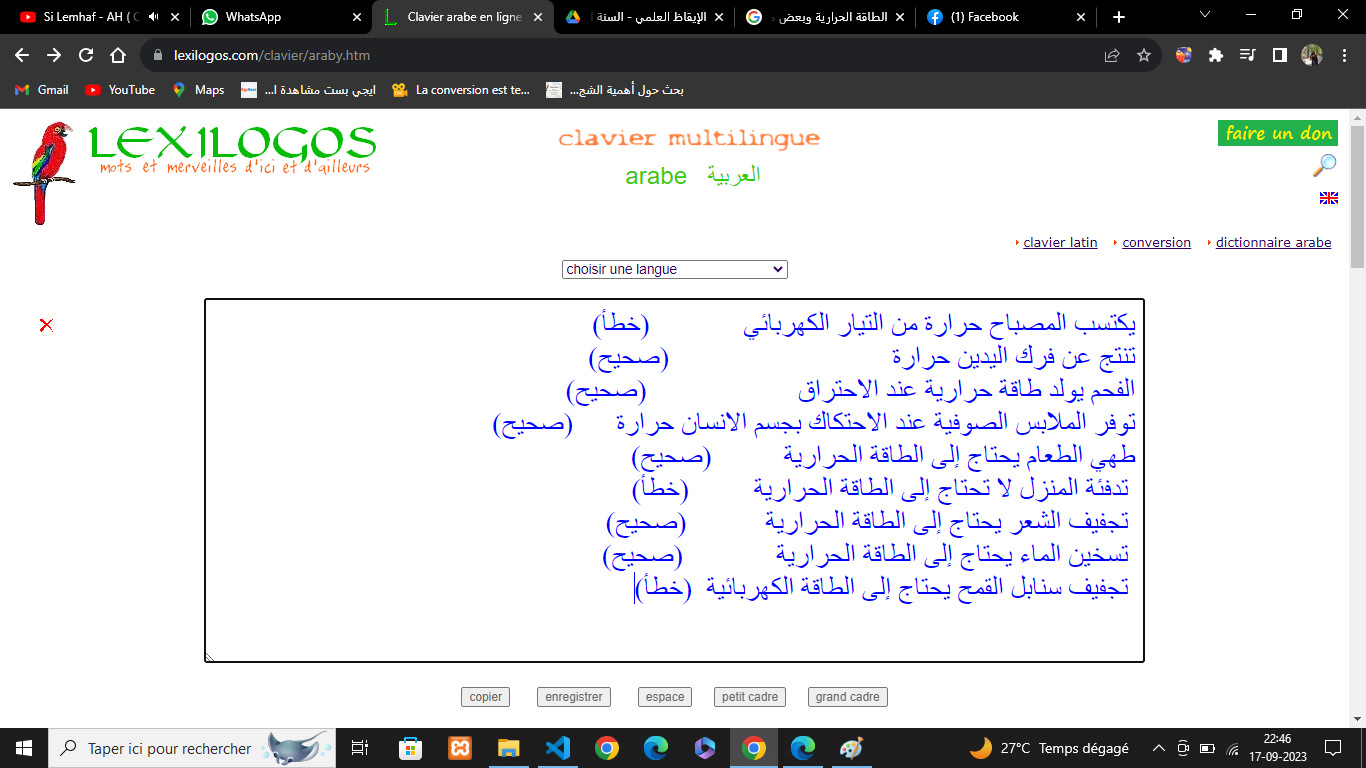 Si Lemhaf - AH ( C
WhatsApp
Clavier arabe en ligne
الإيقاظ العلمي - السنة ا
الطاقة الحرارية وبعض
(1) Facebook
lexilogos.com/clavier/araby.htm
Gmail
YouTube
Maps
ايجي بست مشاهدة ا...
La conversion est te...
بحث حول أهمية الشج...
LEXILOGOS
mots et merveilles d'ici et d'ailleurs
clavier multilingue
arabe العربية
faire un don
clavier latin
conversion
dictionnaire arabe
choisir une langue
يكتسب المصباح حرارة من التيار الكهربائي (خطأ)
تنتج عن فرك اليدين حرارة (صحيح)
الفحم يولد طاقة حرارية عند الاحتراق (صحيح)
توفر الملابس الصوفية عند الاحتكاك بجسم الانسان حرارة (صحيح)
طهي الطعام يحتاج إلى الطاقة الحرارية (صحيح)
تدفئة المنزل لا تحتاج إلى الطاقة الحرارية (خطأ)
تجفيف الشعر يحتاج إلى الطاقة الحرارية (صحيح)
تسخين الماء يحتاج إلى الطاقة الحرارية (صحيح)
تجفيف سنابل القمح يحتاج إلى الطاقة الكهربائية (خطأ)
copier
enregistrer
espace
petit cadre
grand cadre
Taper ici pour rechercher
27°C Temps dégagé
22:46
17-09-2023